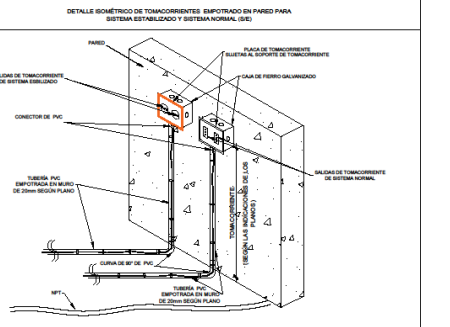 DETALLE ISOMÉTRICO DE TOMACORRIENTES EMPOTRADO EN PARED PARA
SISTEMA ESTABILIZADO Y SISTEMA NORMAL (S/E)
PARED
PLACA DE TOMACORRIENTE
SUJETAS AL SOPORTE DE TOMACORRIENTE
LIDAS DE TOMACORRIENTE
DE SISTEMA ESBILIZADO
CAJA DE FIERRO GALVANIZADO
CONECTOR DE PVC
SALIDAS DE TOMACORRIENTE
DE SISTEMA NORMAL
TUBERÍA PVC
EMPOTRADA EN MURO
DE 20mm SEGÚN PLANO
TOMACORRIENTE
(SEGÚN LAS INDICACIONES DE LOS
PLANOS)
CURVA DE 90° DE PVC
TUBERÍA PVC
EMPOTRADA EN MURO
DE 20mm SEGÚN PLANO
NPT